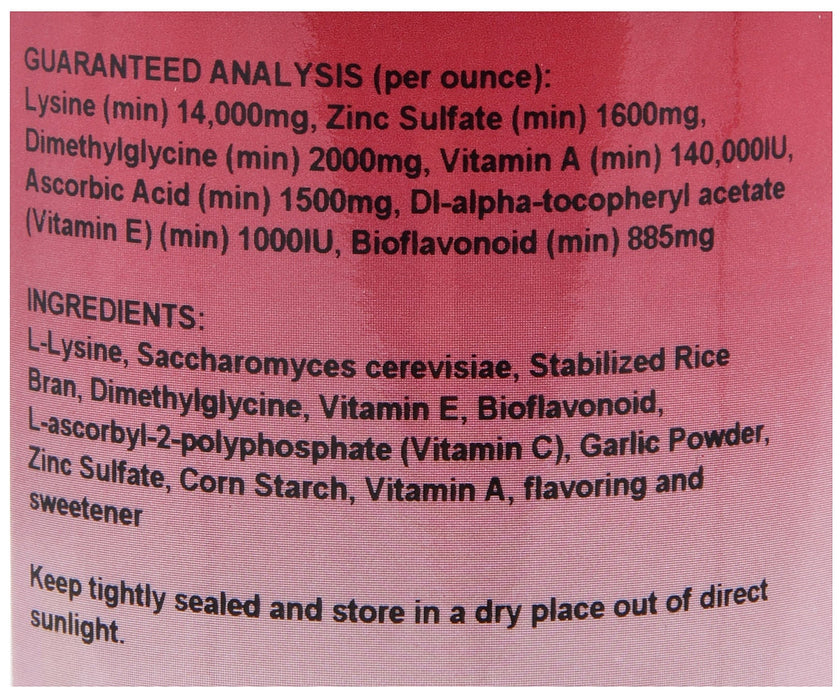 GUARANTEED ANALYSIS (per ounce):
Lysine (min) 14,000mg, Zinc Sulfate (min) 1600mg,
Dimethylglycine (min) 2000mg, Vitamin A (min) 140,000IU,
Ascorbic Acid (min) 1500mg, Dl-alpha-tocopheryl acetate
(Vitamin E) (min) 1000IU, Bioflavonoid (min) 885mg
INGREDIENTS:
L-Lysine, Saccharomyces cerevisiae, Stabilized Rice
Bran, Dimethylglycine, Vitamin E, Bioflavonoid,
L-ascorbyl-2-polyphosphate (Vitamin C), Garlic Powder,
Zinc Sulfate, Corn Starch, Vitamin A, flavoring and
sweetener
Keep tightly sealed and store in a dry place out of direct
sunlight.